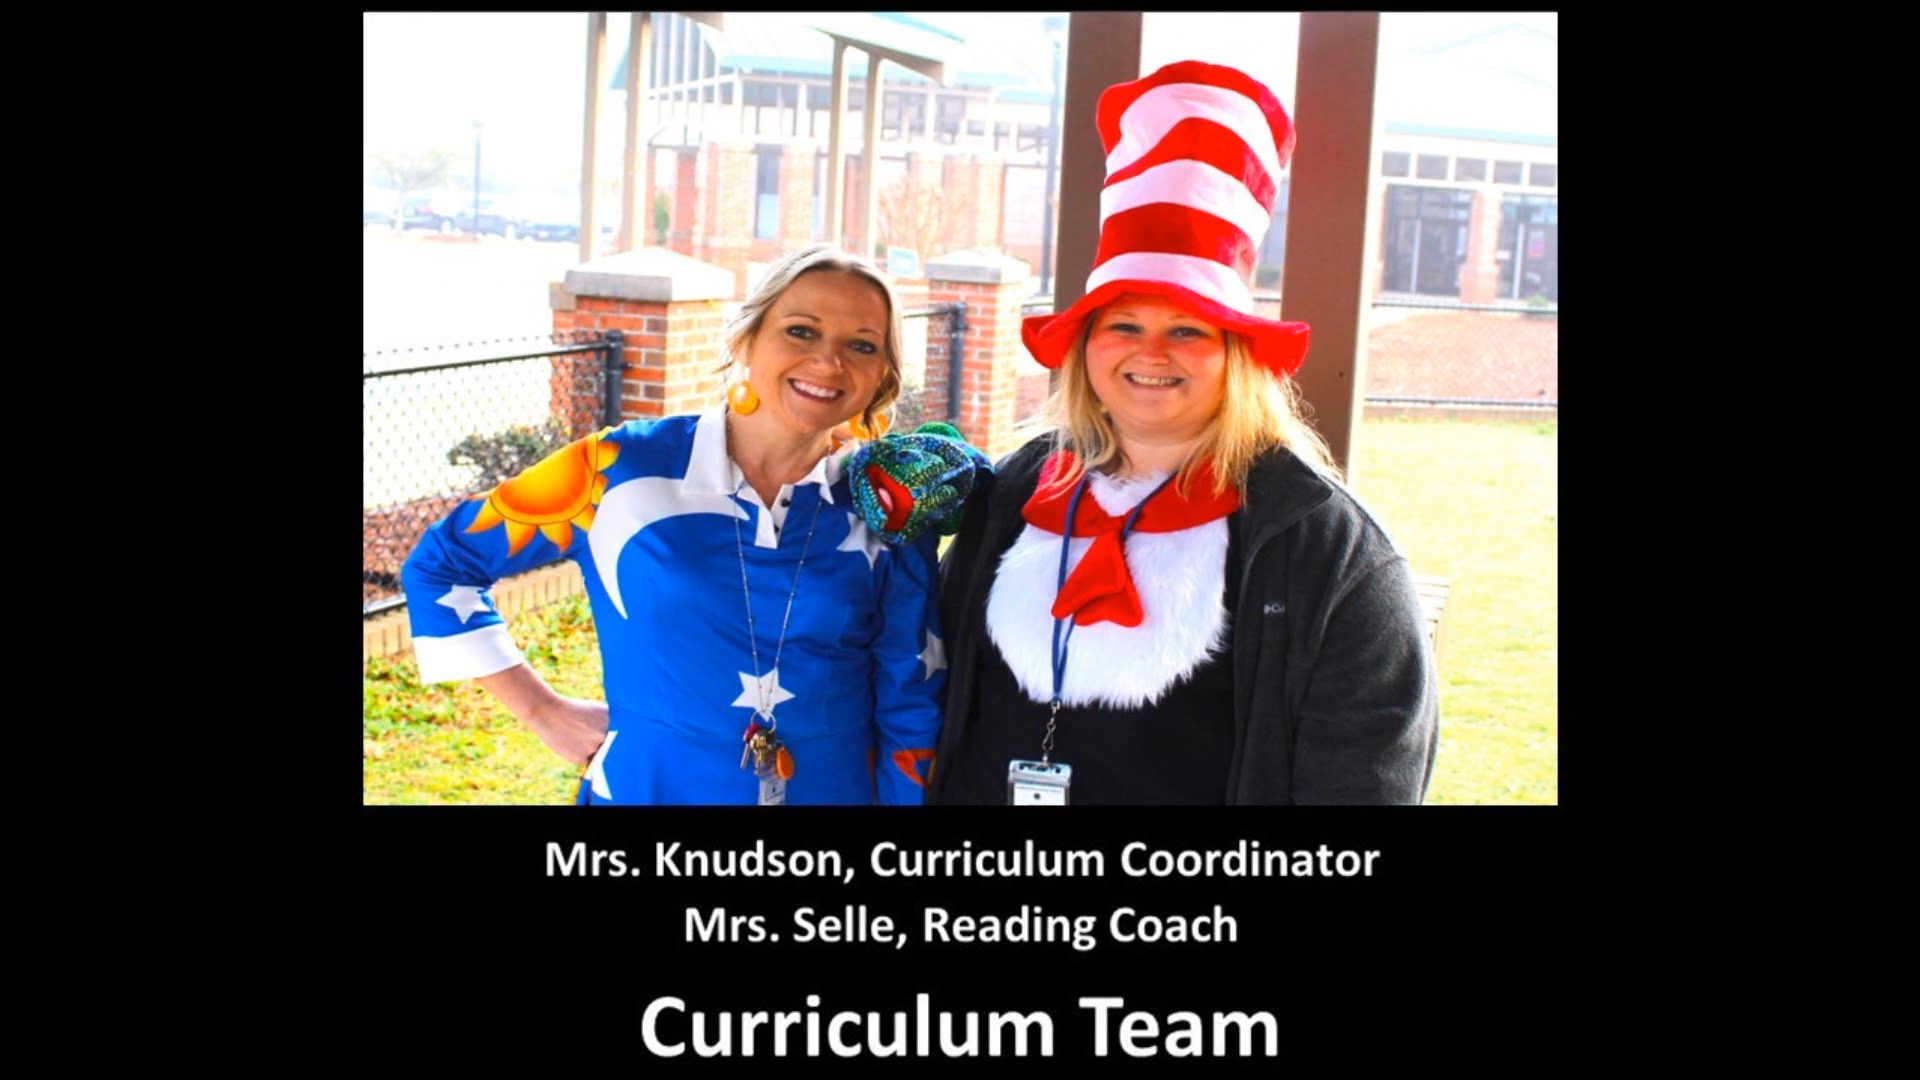 Mrs. Knudson, Curriculum Coordinator
Mrs. Selle, Reading Coach
Curriculum Team